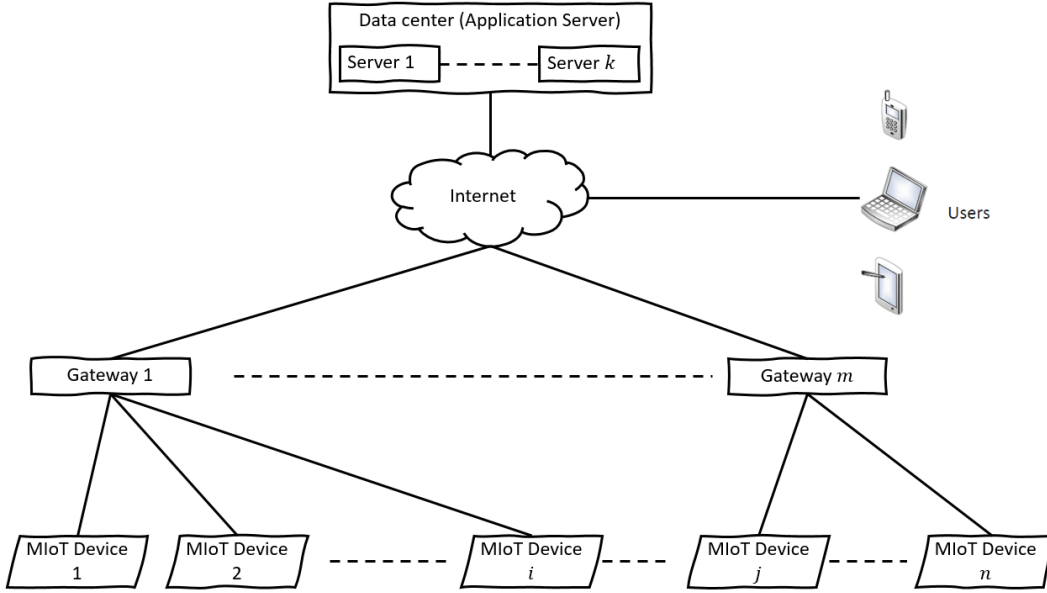 Data center (Application Server)
Server 1
Server k
Internet
Users
Gateway 1
Gateway m
MIoT Device
1
MIoT Device
2
MIoT Device
i
MIoT Device
j
MIoT Device
n